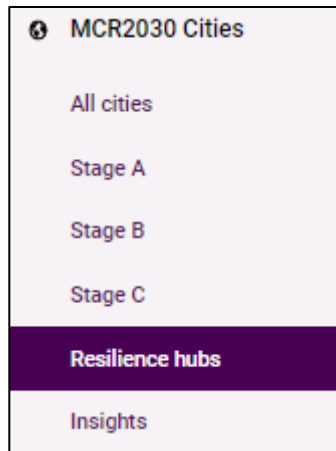 MCR2030 Cities
All cities
Stage A
Stage B
Stage C
Resilience hubs
Insights